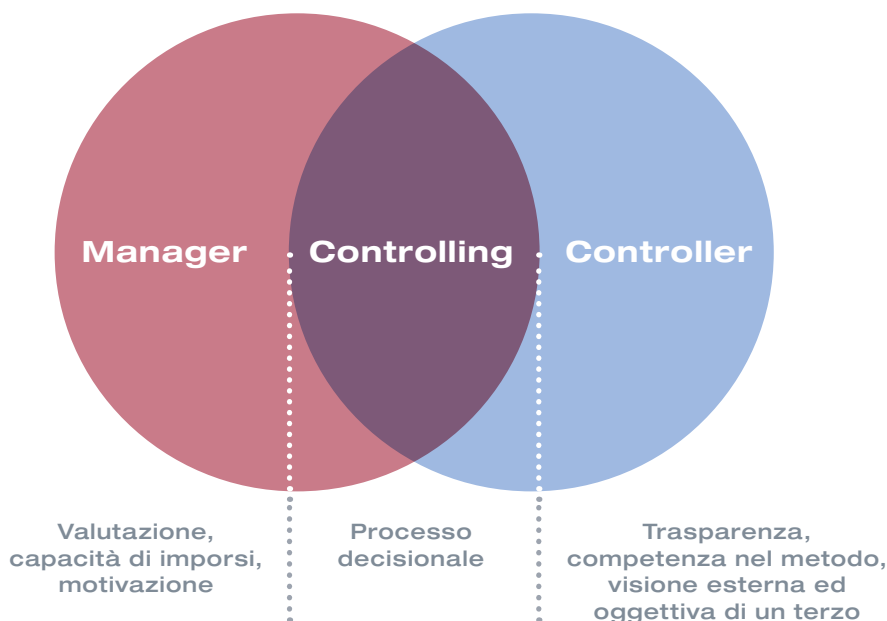 Manager
Controlling
Controller
Valutazione,
capacità di imporsi,
motivazione
Processo
decisionale
Trasparenza,
competenza nel metodo,
visione esterna ed
oggettiva di un terzo